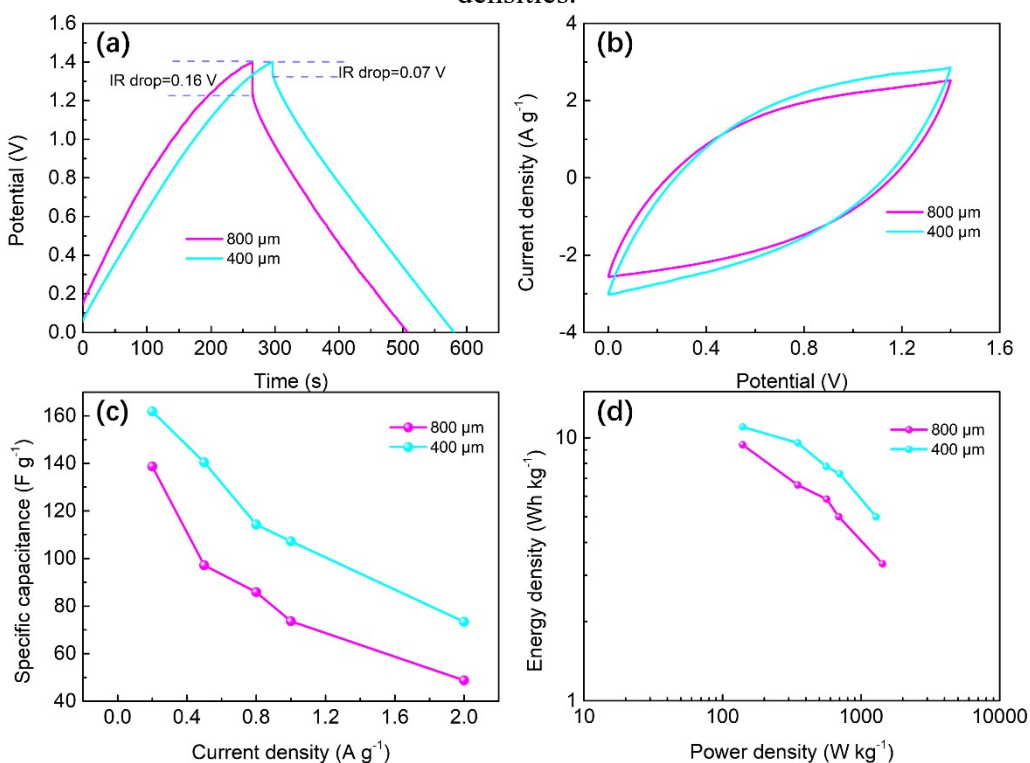 densities.
(a)
1.6
1.4
1.2
1.0
0.8
0.6
0.4
0.2
0.0
Potential (V)
IR drop=0.16 V
IR drop=0.07 V
800 μm
400 μm
0 100 200 300 400 500 600
Time (s)
(b)
4
2
0
-2
-4
Current density (A g⁻¹)
800 μm
400 μm
0.0 0.4 0.8 1.2 1.6
Potential (V)
(c)
160
140
120
100
80
60
40
Specific capacitance (F g⁻¹)
800 μm
400 μm
0.0 0.4 0.8 1.2 1.6 2.0
Current density (A g⁻¹)
(d)
10
1
Energy density (Wh kg⁻¹)
800 μm
400 μm
10 100 1000 10000
Power density (W kg⁻¹)